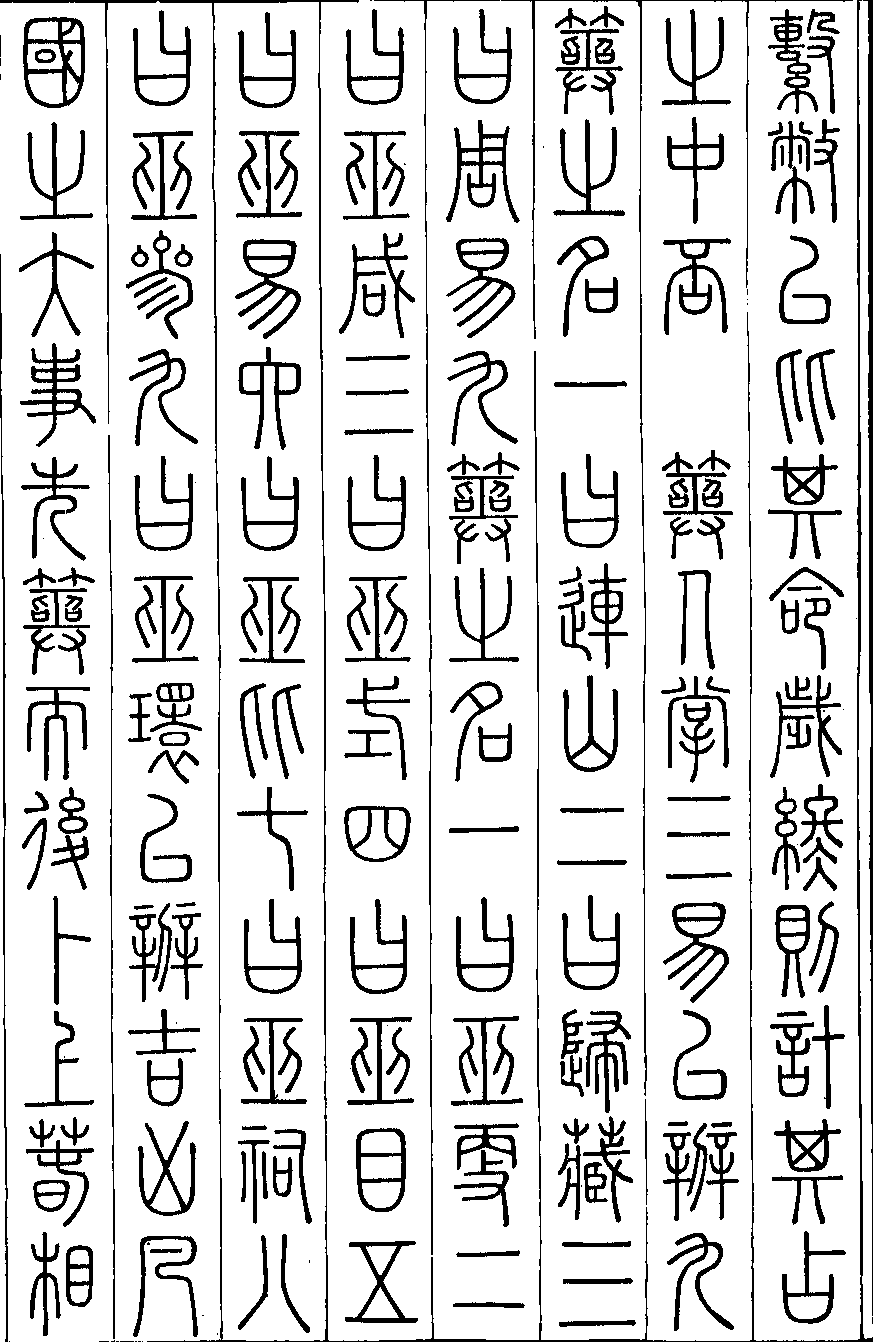 繫幣以比其命歲終則計其占
之中否　筮人掌三易以辨九
筮之名一曰連山二曰歸藏三
曰周易九筮之名一曰巫更二
曰巫咸三曰巫式四曰巫目五
曰巫易六曰巫比七曰巫祠八
曰巫參九曰巫環以辨吉凶凡
國之大事先筮而後卜上春相